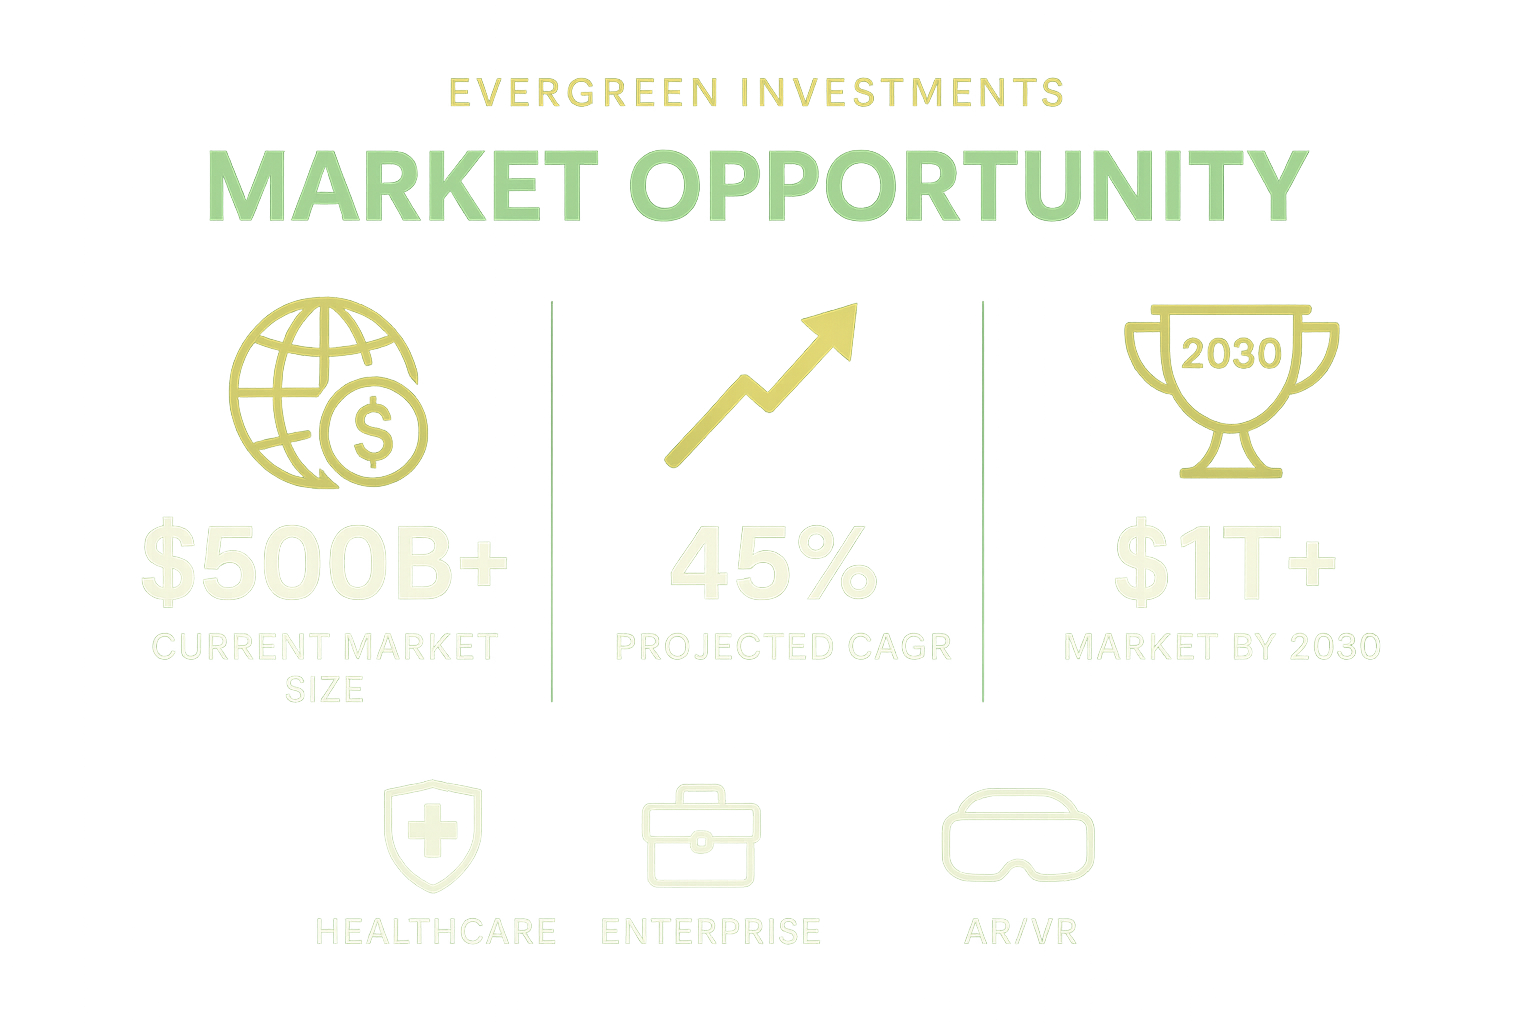 EVERGREEN INVESTMENTS
MARKET OPPORTUNITY
$
2030
$500B+
CURRENT MARKET
SIZE
45%
PROJECTED CAGR
$1T+
MARKET BY 2030
HEALTHCARE
ENTERPRISE
AR/VR